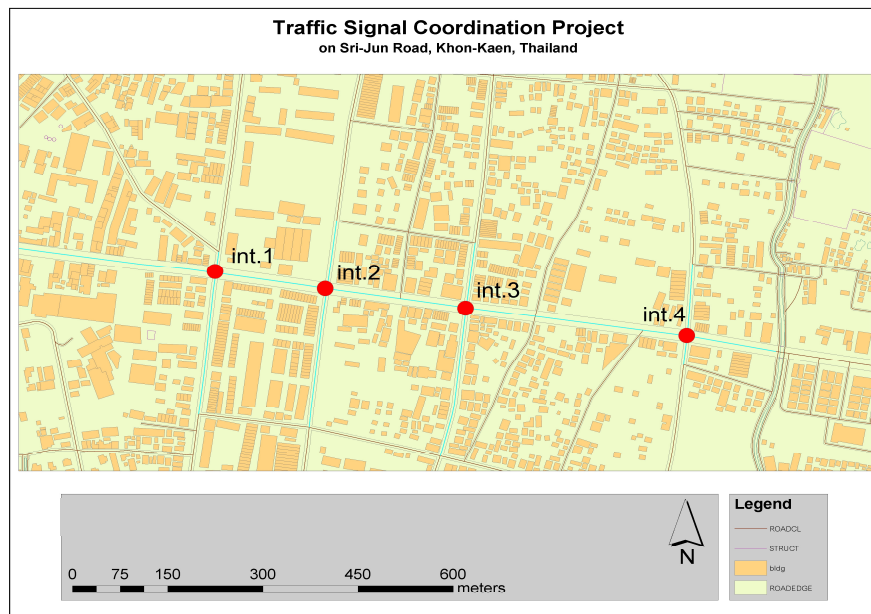 Traffic Signal Coordination Project
on Sri-Jun Road, Khon-Kaen, Thailand
int.1
int.2
int.3
int.4
Legend
ROADCL
STRUCT
bldg
ROADEDGE
N
0 75 150 300 450 600
meters